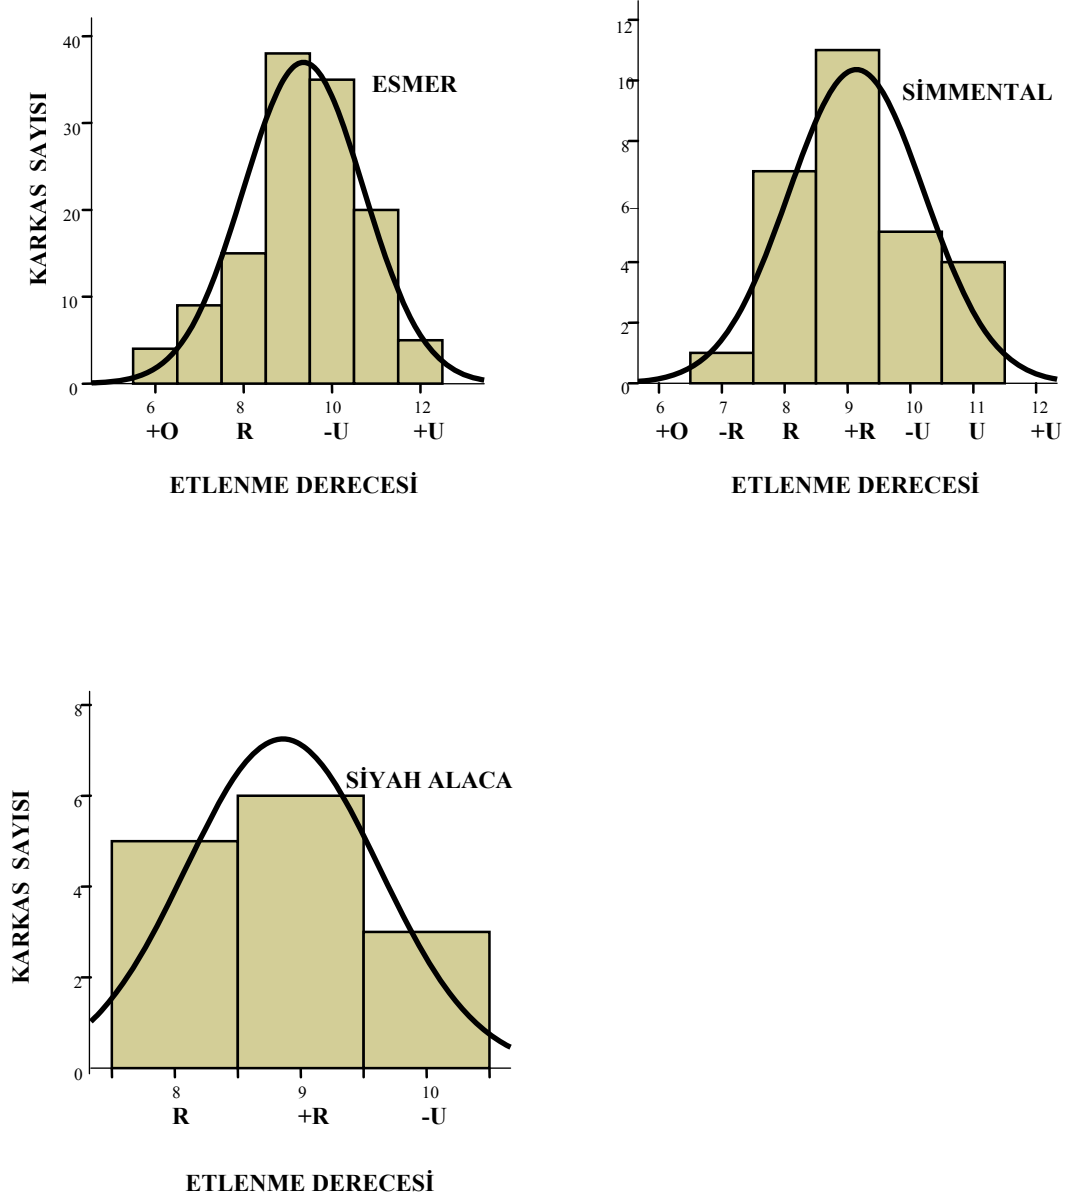 ESMER
KARKAS SAYISI
40
30
20
10
0
6 8 10 12
+O R -U +U
ETLENME DERECESİ
SİMMENTAL
12
10
8
6
4
2
0
6 7 8 9 10 11 12
+O -R R +R -U U +U
ETLENME DERECESİ
SİYAH ALACA
KARKAS SAYISI
8
6
4
2
0
8 9 10
R +R -U
ETLENME DERECESİ